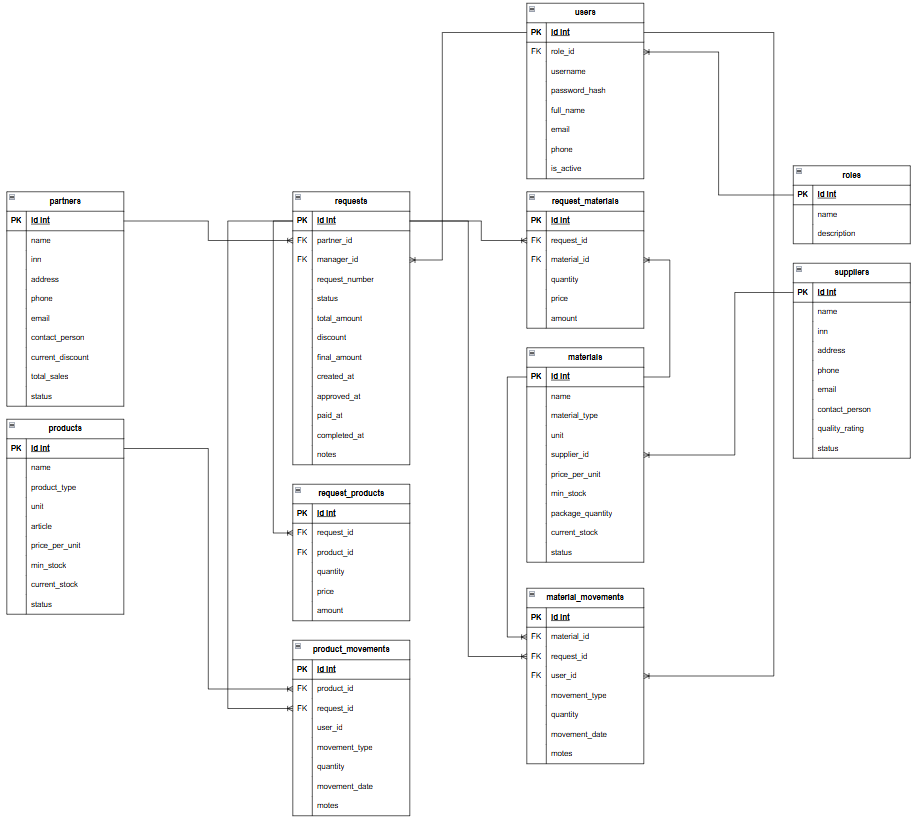 users
PK id int
FK role_id
username
password_hash
full_name
email
phone
is_active
roles
PK id int
name
description
partners
PK id int
name
inn
address
phone
email
contact_person
current_discount
total_sales
status
requests
PK id int
FK partner_id
FK manager_id
request_number
status
total_amount
discount
final_amount
created_at
approved_at
paid_at
completed_at
notes
request_materials
PK id int
FK request_id
FK material_id
quantity
price
amount
suppliers
PK id int
name
inn
address
phone
email
contact_person
quality_rating
status
materials
PK id int
name
material_type
unit
supplier_id
price_per_unit
min_stock
package_quantity
current_stock
status
products
PK id int
name
product_type
unit
article
price_per_unit
min_stock
current_stock
status
request_products
PK id int
FK request_id
FK product_id
quantity
price
amount
material_movements
PK id int
FK material_id
FK request_id
FK user_id
movement_type
quantity
movement_date
motes
product_movements
PK id int
FK product_id
FK request_id
user_id
movement_type
quantity
movement_date
motes